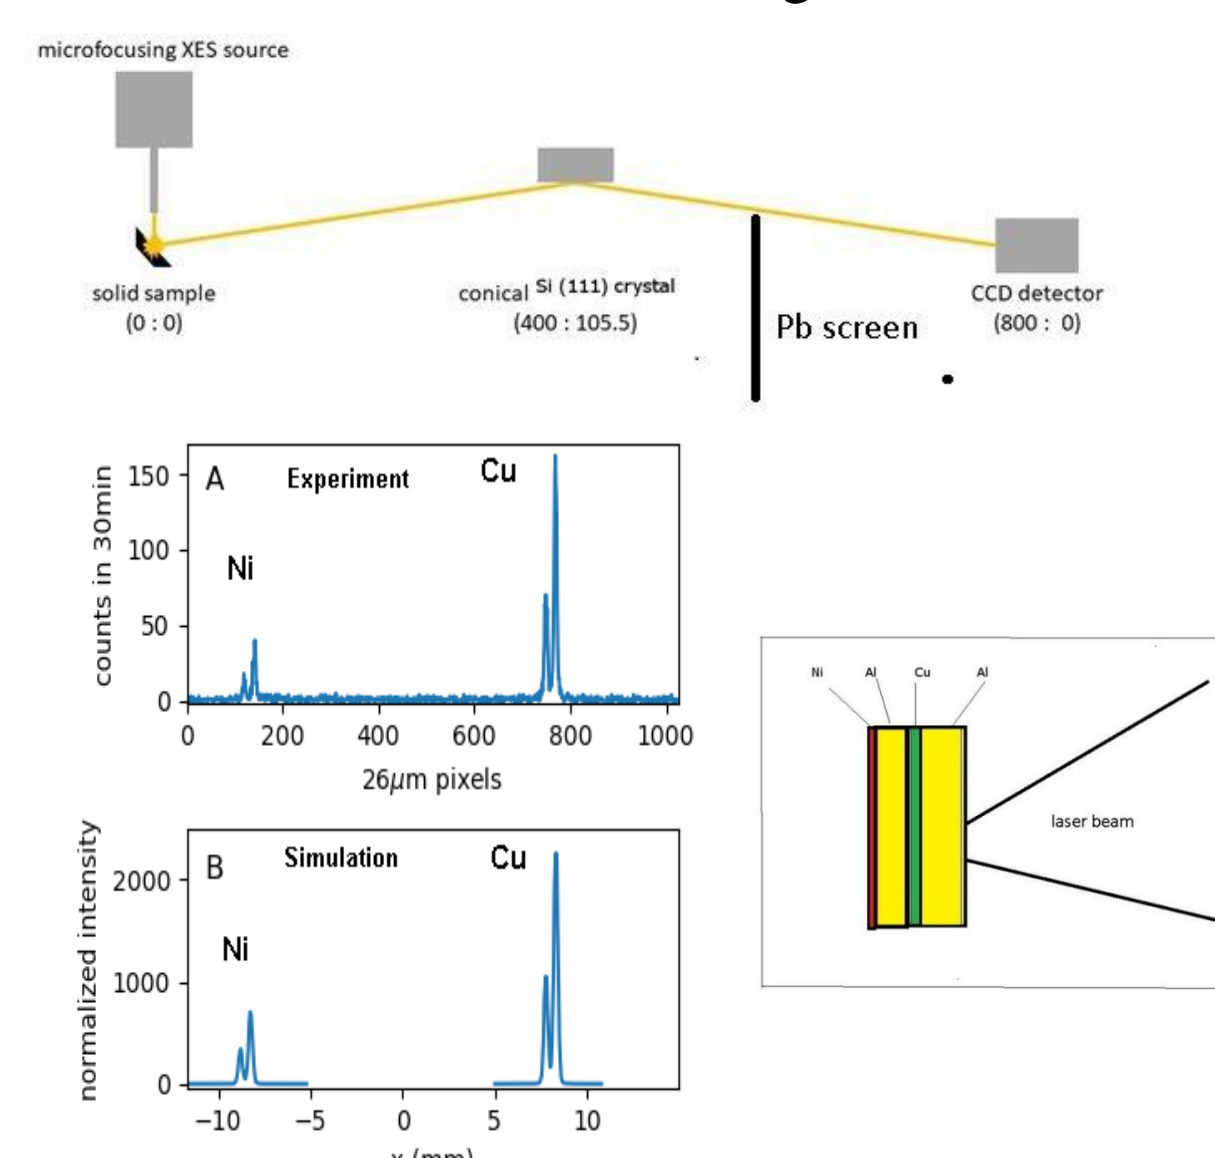 microfocusing XES source
solid sample
(0 : 0)
conical Si (111) crystal
(400 : 105.5)
Pb screen
CCD detector
(800 : 0)
A
Experiment
Cu
Ni
counts in 30min
150
100
50
0
0 200 400 600 800 1000
26μm pixels
B
Simulation
Cu
Ni
normalized intensity
2000
1000
0
−10 −5 0 5 10
x (mm)
Ni Al Cu Al
laser beam